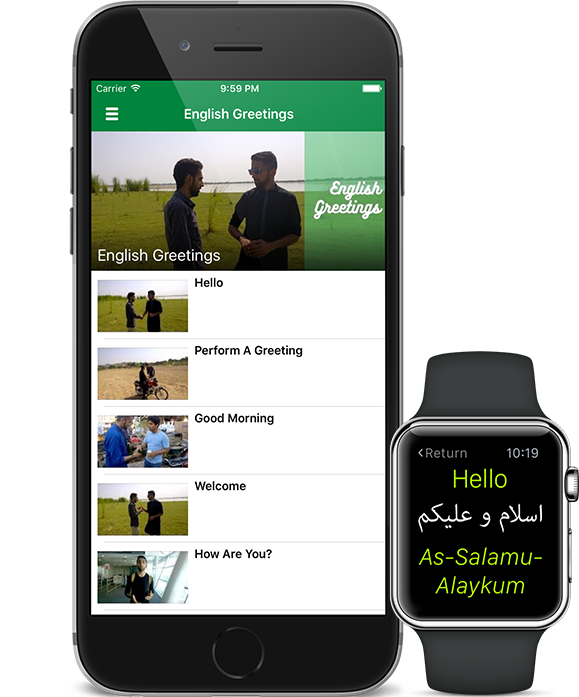 Carrier
9:59 PM
English Greetings
English
Greetings
English Greetings
Hello
Perform A Greeting
Good Morning
Welcome
How Are You?
Return
10:19
Hello
اسلام و علیکم
As-Salamu-
Alaykum